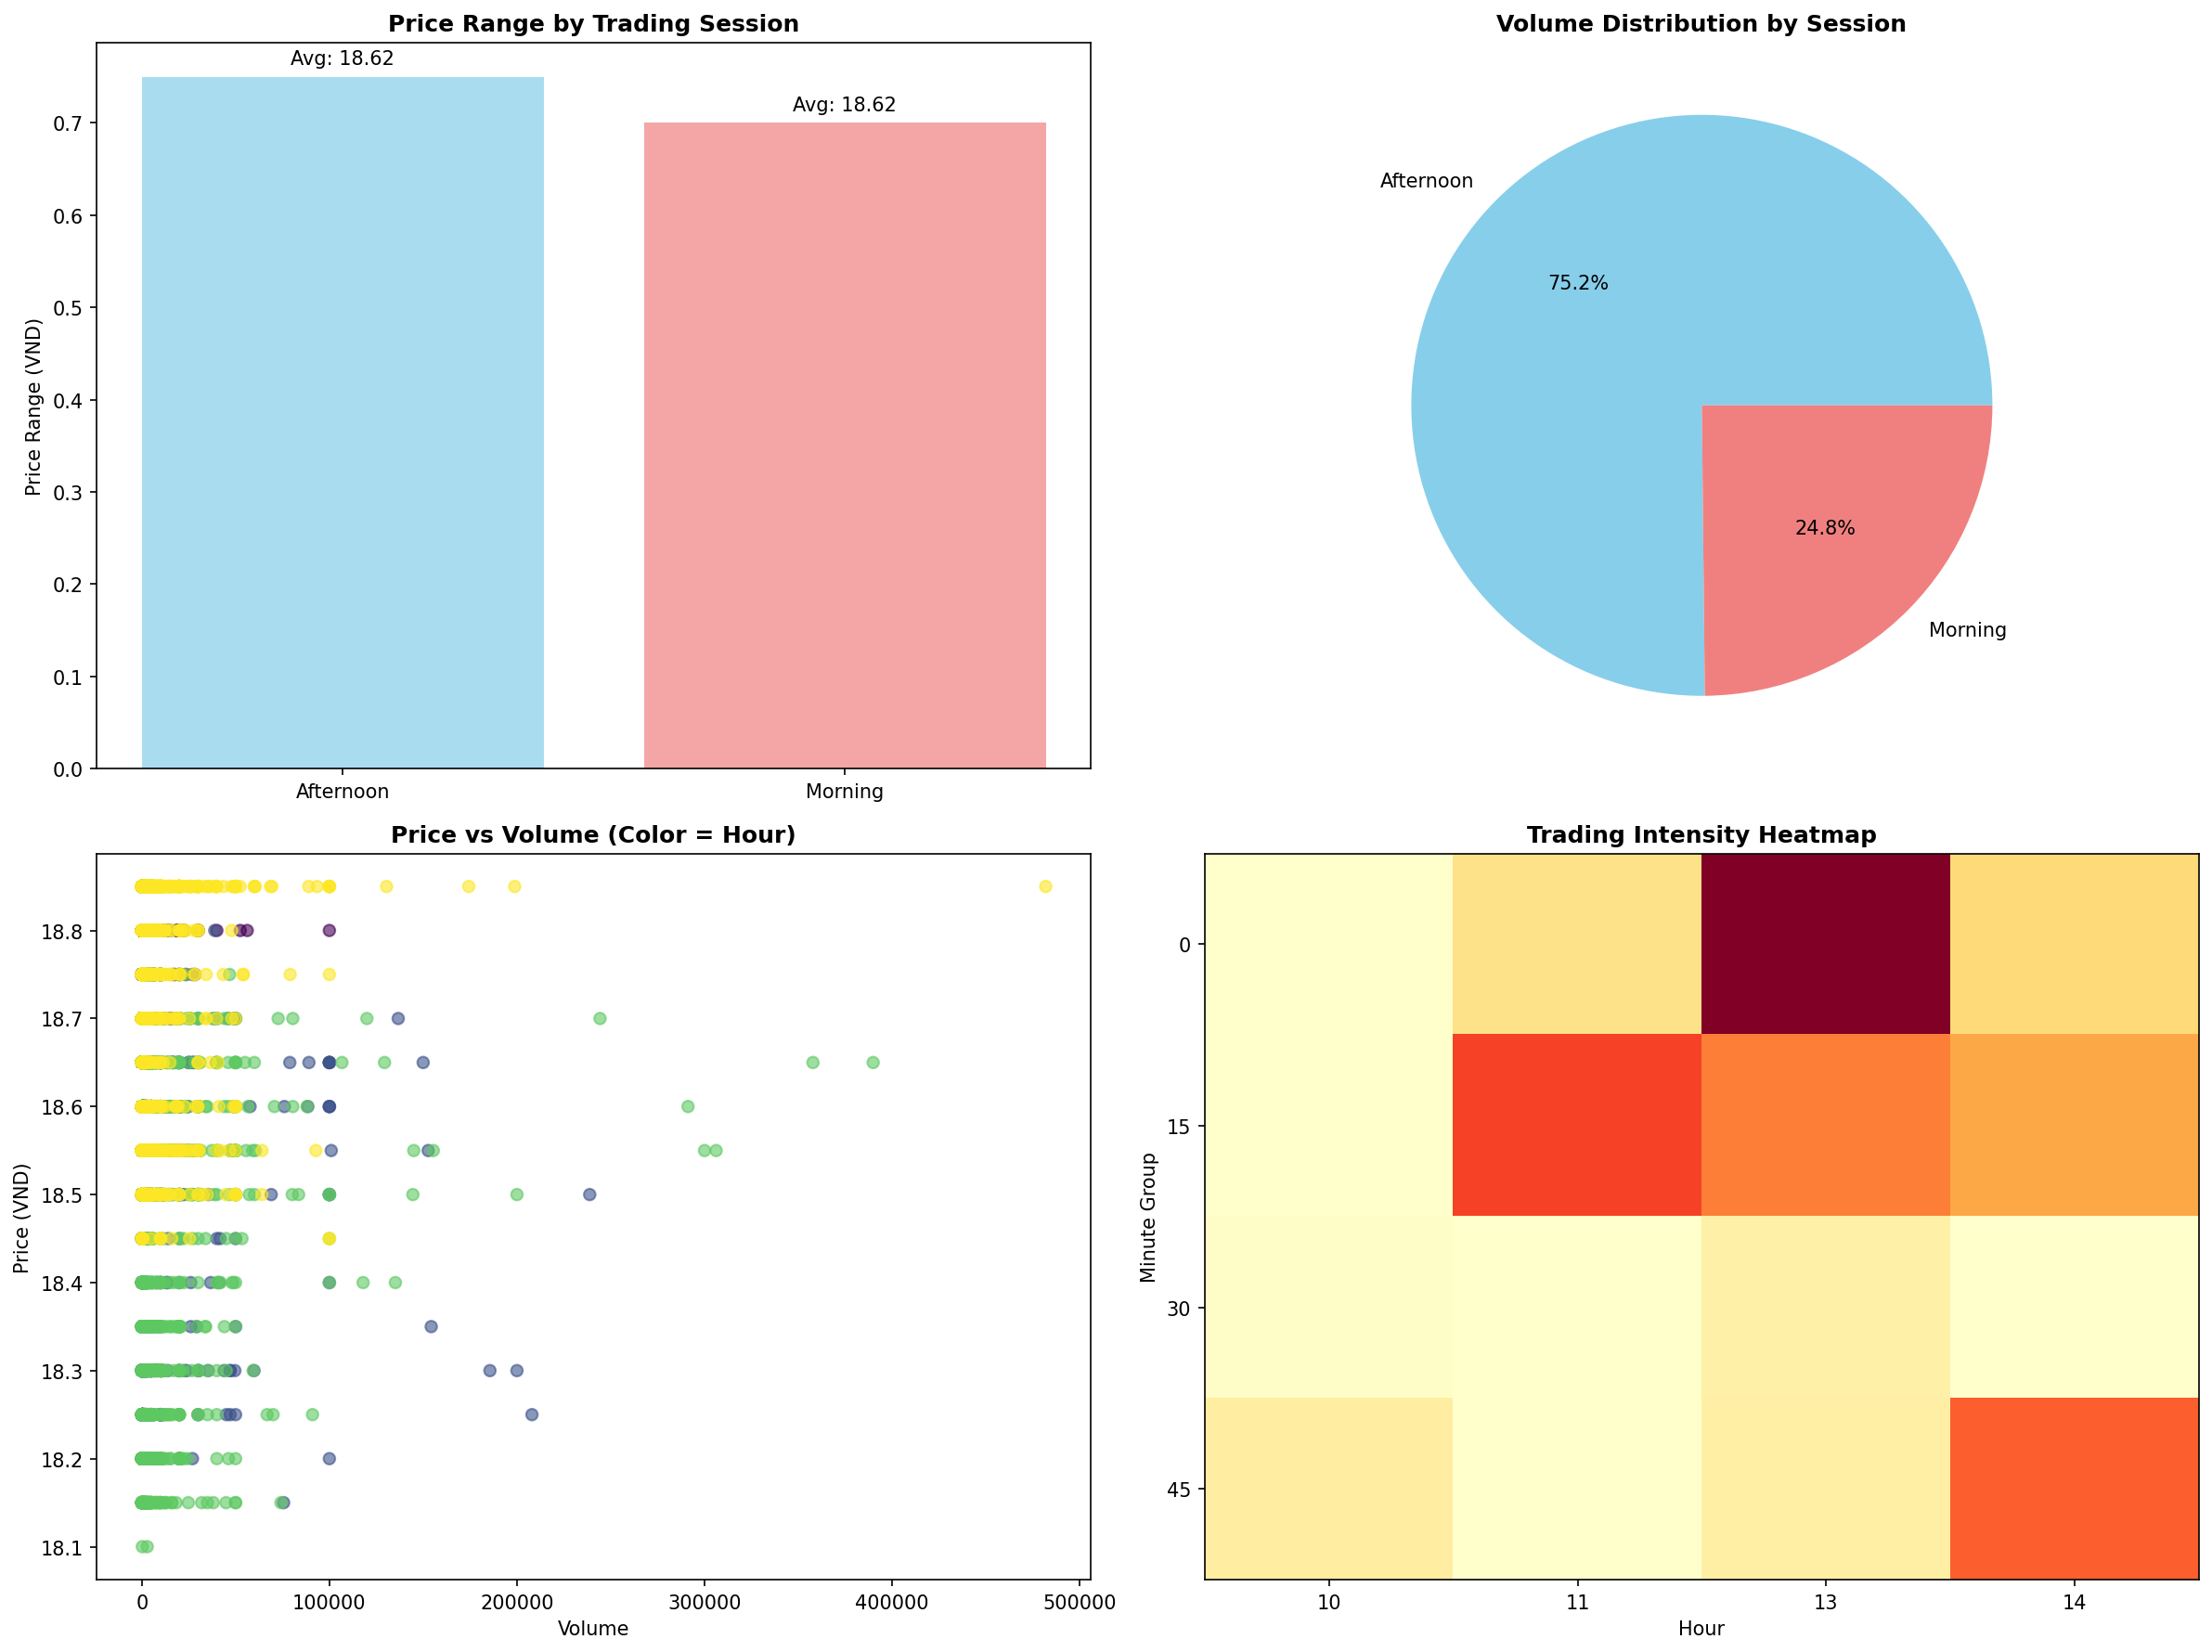 Price Range by Trading Session
Avg: 18.62
Avg: 18.62
Price Range (VND)
0.7
0.6
0.5
0.4
0.3
0.2
0.1
0.0
Afternoon
Morning
Volume Distribution by Session
Afternoon
75.2%
24.8%
Morning
Price vs Volume (Color = Hour)
Price (VND)
18.8
18.7
18.6
18.5
18.4
18.3
18.2
18.1
0
100000
200000
300000
400000
500000
Volume
Trading Intensity Heatmap
Minute Group
0
15
30
45
10
11
13
14
Hour